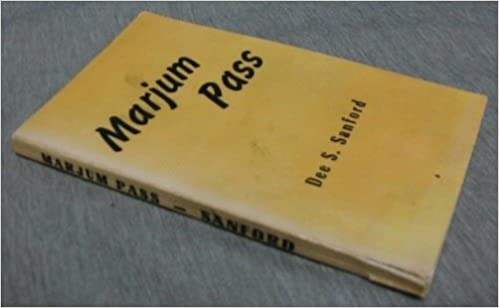 Marjum
Pass
Dee S. Sanford
MARJUM PASS — SANFORD